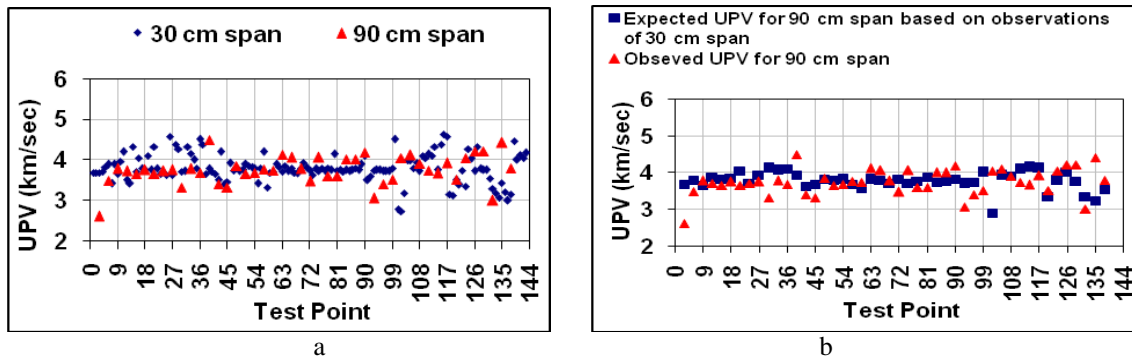 30 cm span 90 cm span
UPV (km/sec)
6
5
4
3
2
0 9 18 27 36 45 54 63 72 81 90 99 108 117 126 135 144
Test Point
a
Expected UPV for 90 cm span based on observations
of 30 cm span
Obseved UPV for 90 cm span
UPV (km/sec)
6
5
4
3
2
0 9 18 27 36 45 54 63 72 81 90 99 108 117 126 135 144
Test Point
b